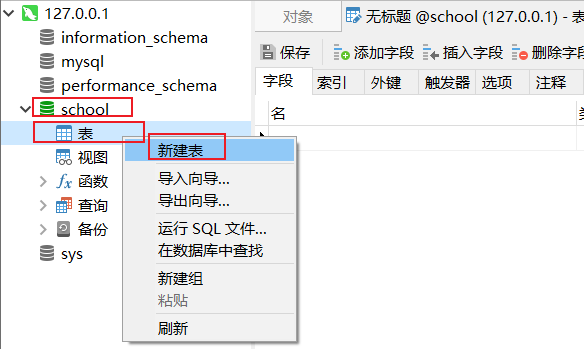 127.0.0.1
information_schema
mysql
performance_schema
school
表
视图
函数
查询
备份
sys
新建表
导入向导...
导出向导...
运行 SQL 文件...
在数据库中查找
新建组
粘贴
刷新
对象
无标题 @school (127.0.0.1) - 表
保存 添加字段 插入字段 删除字段
字段 索引 外键 触发器 选项 注释
名